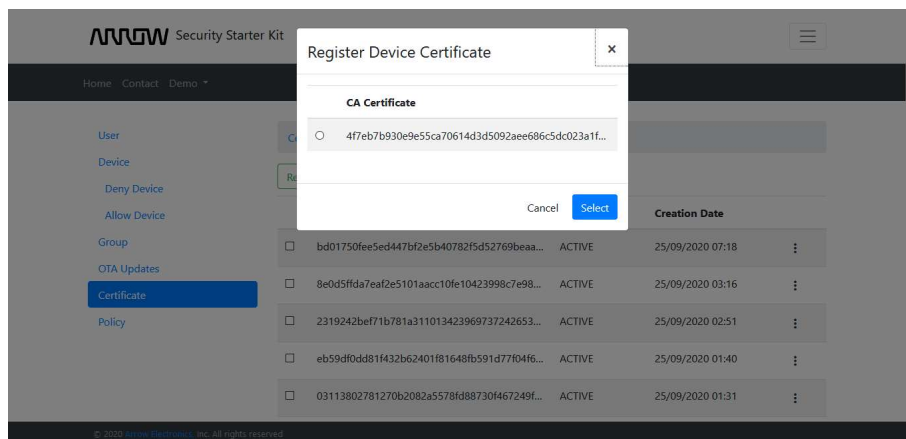 ARROW Security Starter Kit
Register Device Certificate ×
Home Contact Demo
CA Certificate
4f7eb7b930e9e55ca70614d3d5092aee686c5dc023a1f...
Cancel Select
User
Device
Deny Device
Allow Device
Group
OTA Updates
Certificate
Policy
Ce
Re
Creation Date
bd01750fee5ed447bf2e5b40782f5d52769beaa... ACTIVE 25/09/2020 07:18
8e0d5ffda7eaf2e5101aacc10fe10423998c7e98... ACTIVE 25/09/2020 03:16
2319242bef71b781a311013423969737242653... ACTIVE 25/09/2020 02:51
eb59df0dd81f432b62401f81648fb591d77f04f6... ACTIVE 25/09/2020 01:40
03113802781270b2082a5578fd88730f467249f... ACTIVE 25/09/2020 01:31
© 2020 Arrow Electronics, Inc. All rights reserved